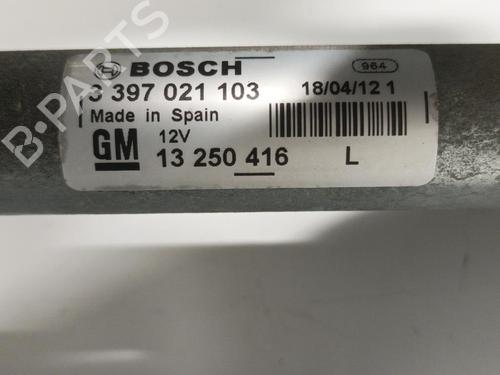 B-PARTS
BOSCH 964
3 397 021 103 18/04/12 1
Made in Spain
GM 12V
13 250 416 L